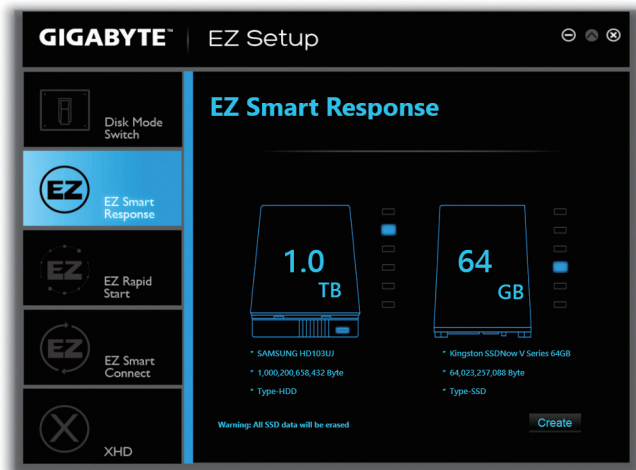 GIGABYTE™ EZ Setup
Disk Mode
Switch
EZ
EZ Smart
Response
EZ
EZ Rapid
Start
EZ
EZ Smart
Connect
X
XHD
EZ Smart Response
1.0
TB
64
GB
* SAMSUNG HD103UJ
* 1,000,200,658,432 Byte
* Type-HDD
* Kingston SSDNow V Series 64GB
* 64,023,257,088 Byte
* Type-SSD
Warning: All SSD data will be erased
Create